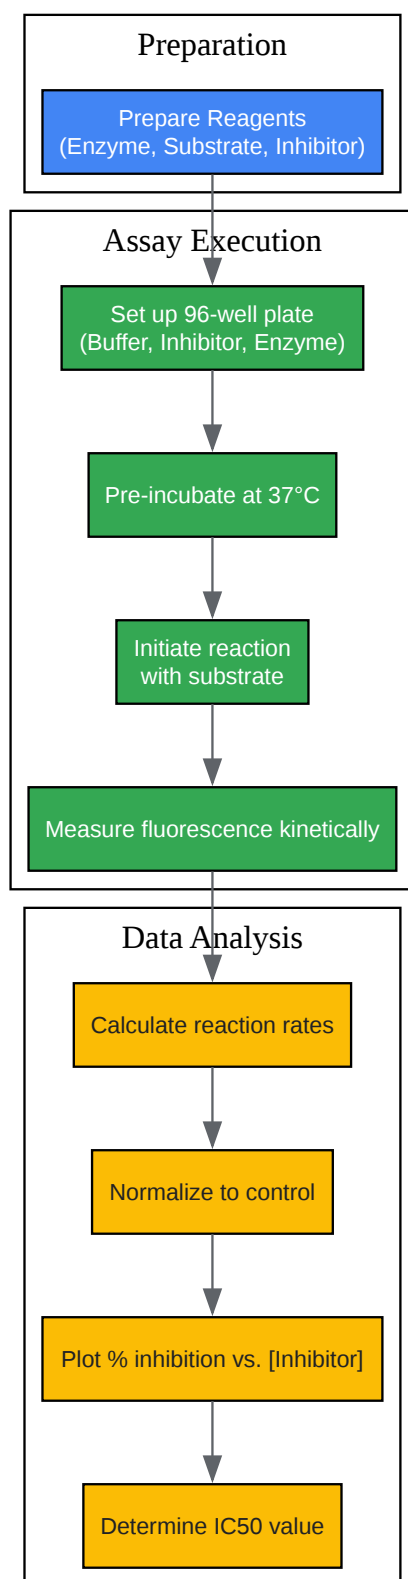 Preparation
Prepare Reagents
(Enzyme, Substrate, Inhibitor)
Assay Execution
Set up 96-well plate
(Buffer, Inhibitor, Enzyme)
Pre-incubate at 37°C
Initiate reaction
with substrate
Measure fluorescence kinetically
Data Analysis
Calculate reaction rates
Normalize to control
Plot % inhibition vs. [Inhibitor]
Determine IC50 value